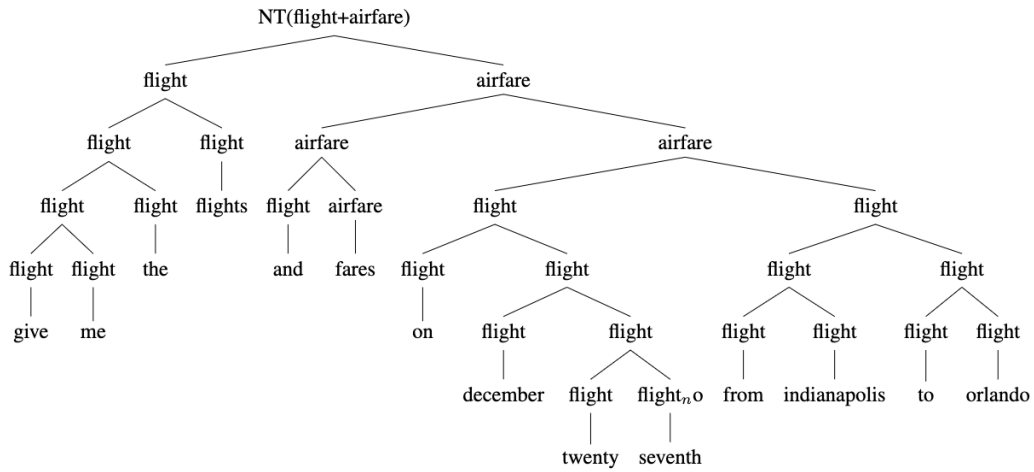 NT(flight+airfare)
flight airfare
flight flight airfare airfare
flight flight flights flight airfare flight flight
flight flight the and fares flight flight flight flight
give me on flight flight flight flight flight flight
december flight flightₙo from indianapolis to orlando
twenty seventh